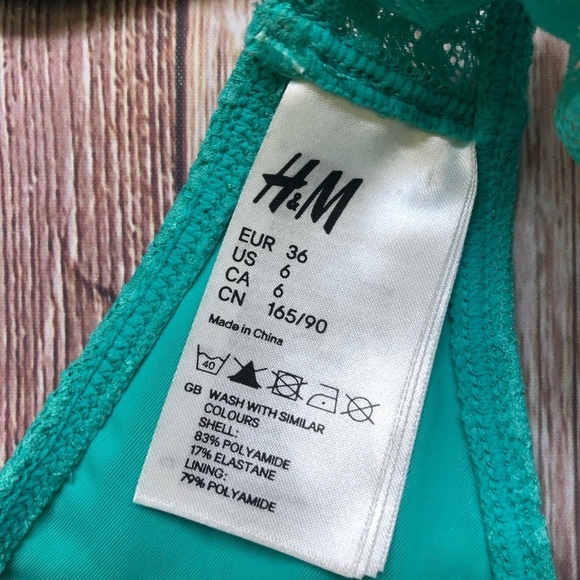 H&M
EUR 36
US 6
CA 6
CN 165/90
Made in China
40
GB WASH WITH SIMILAR
COLOURS
SHELL:
83% POLYAMIDE
17% ELASTANE
LINING:
79% POLYAMIDE